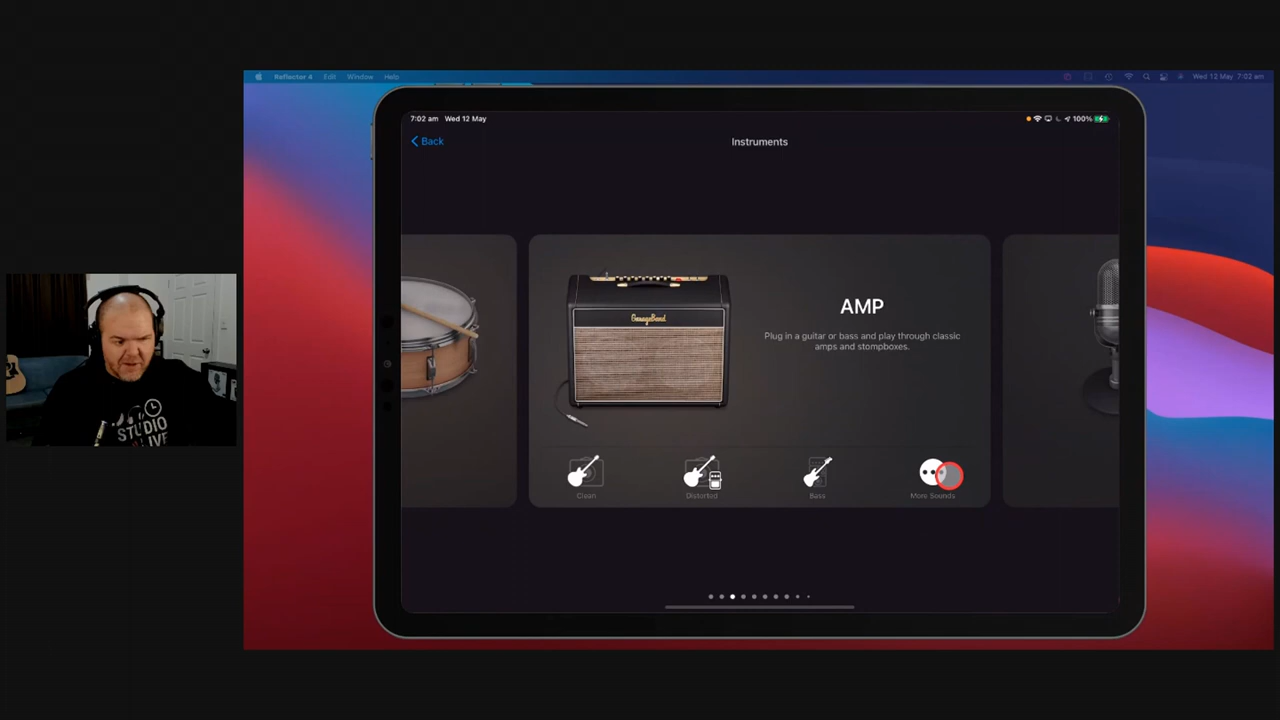 Reflector 4 Edit Window Help
Wed 12 May 7:02 am
7:02 am Wed 12 May
100%
Back
Instruments
GarageBand
AMP
Plug in a guitar or bass and play through classic
amps and stompboxes.
Clean
Distorted
Bass
More Sounds
STUDIO
LIVE